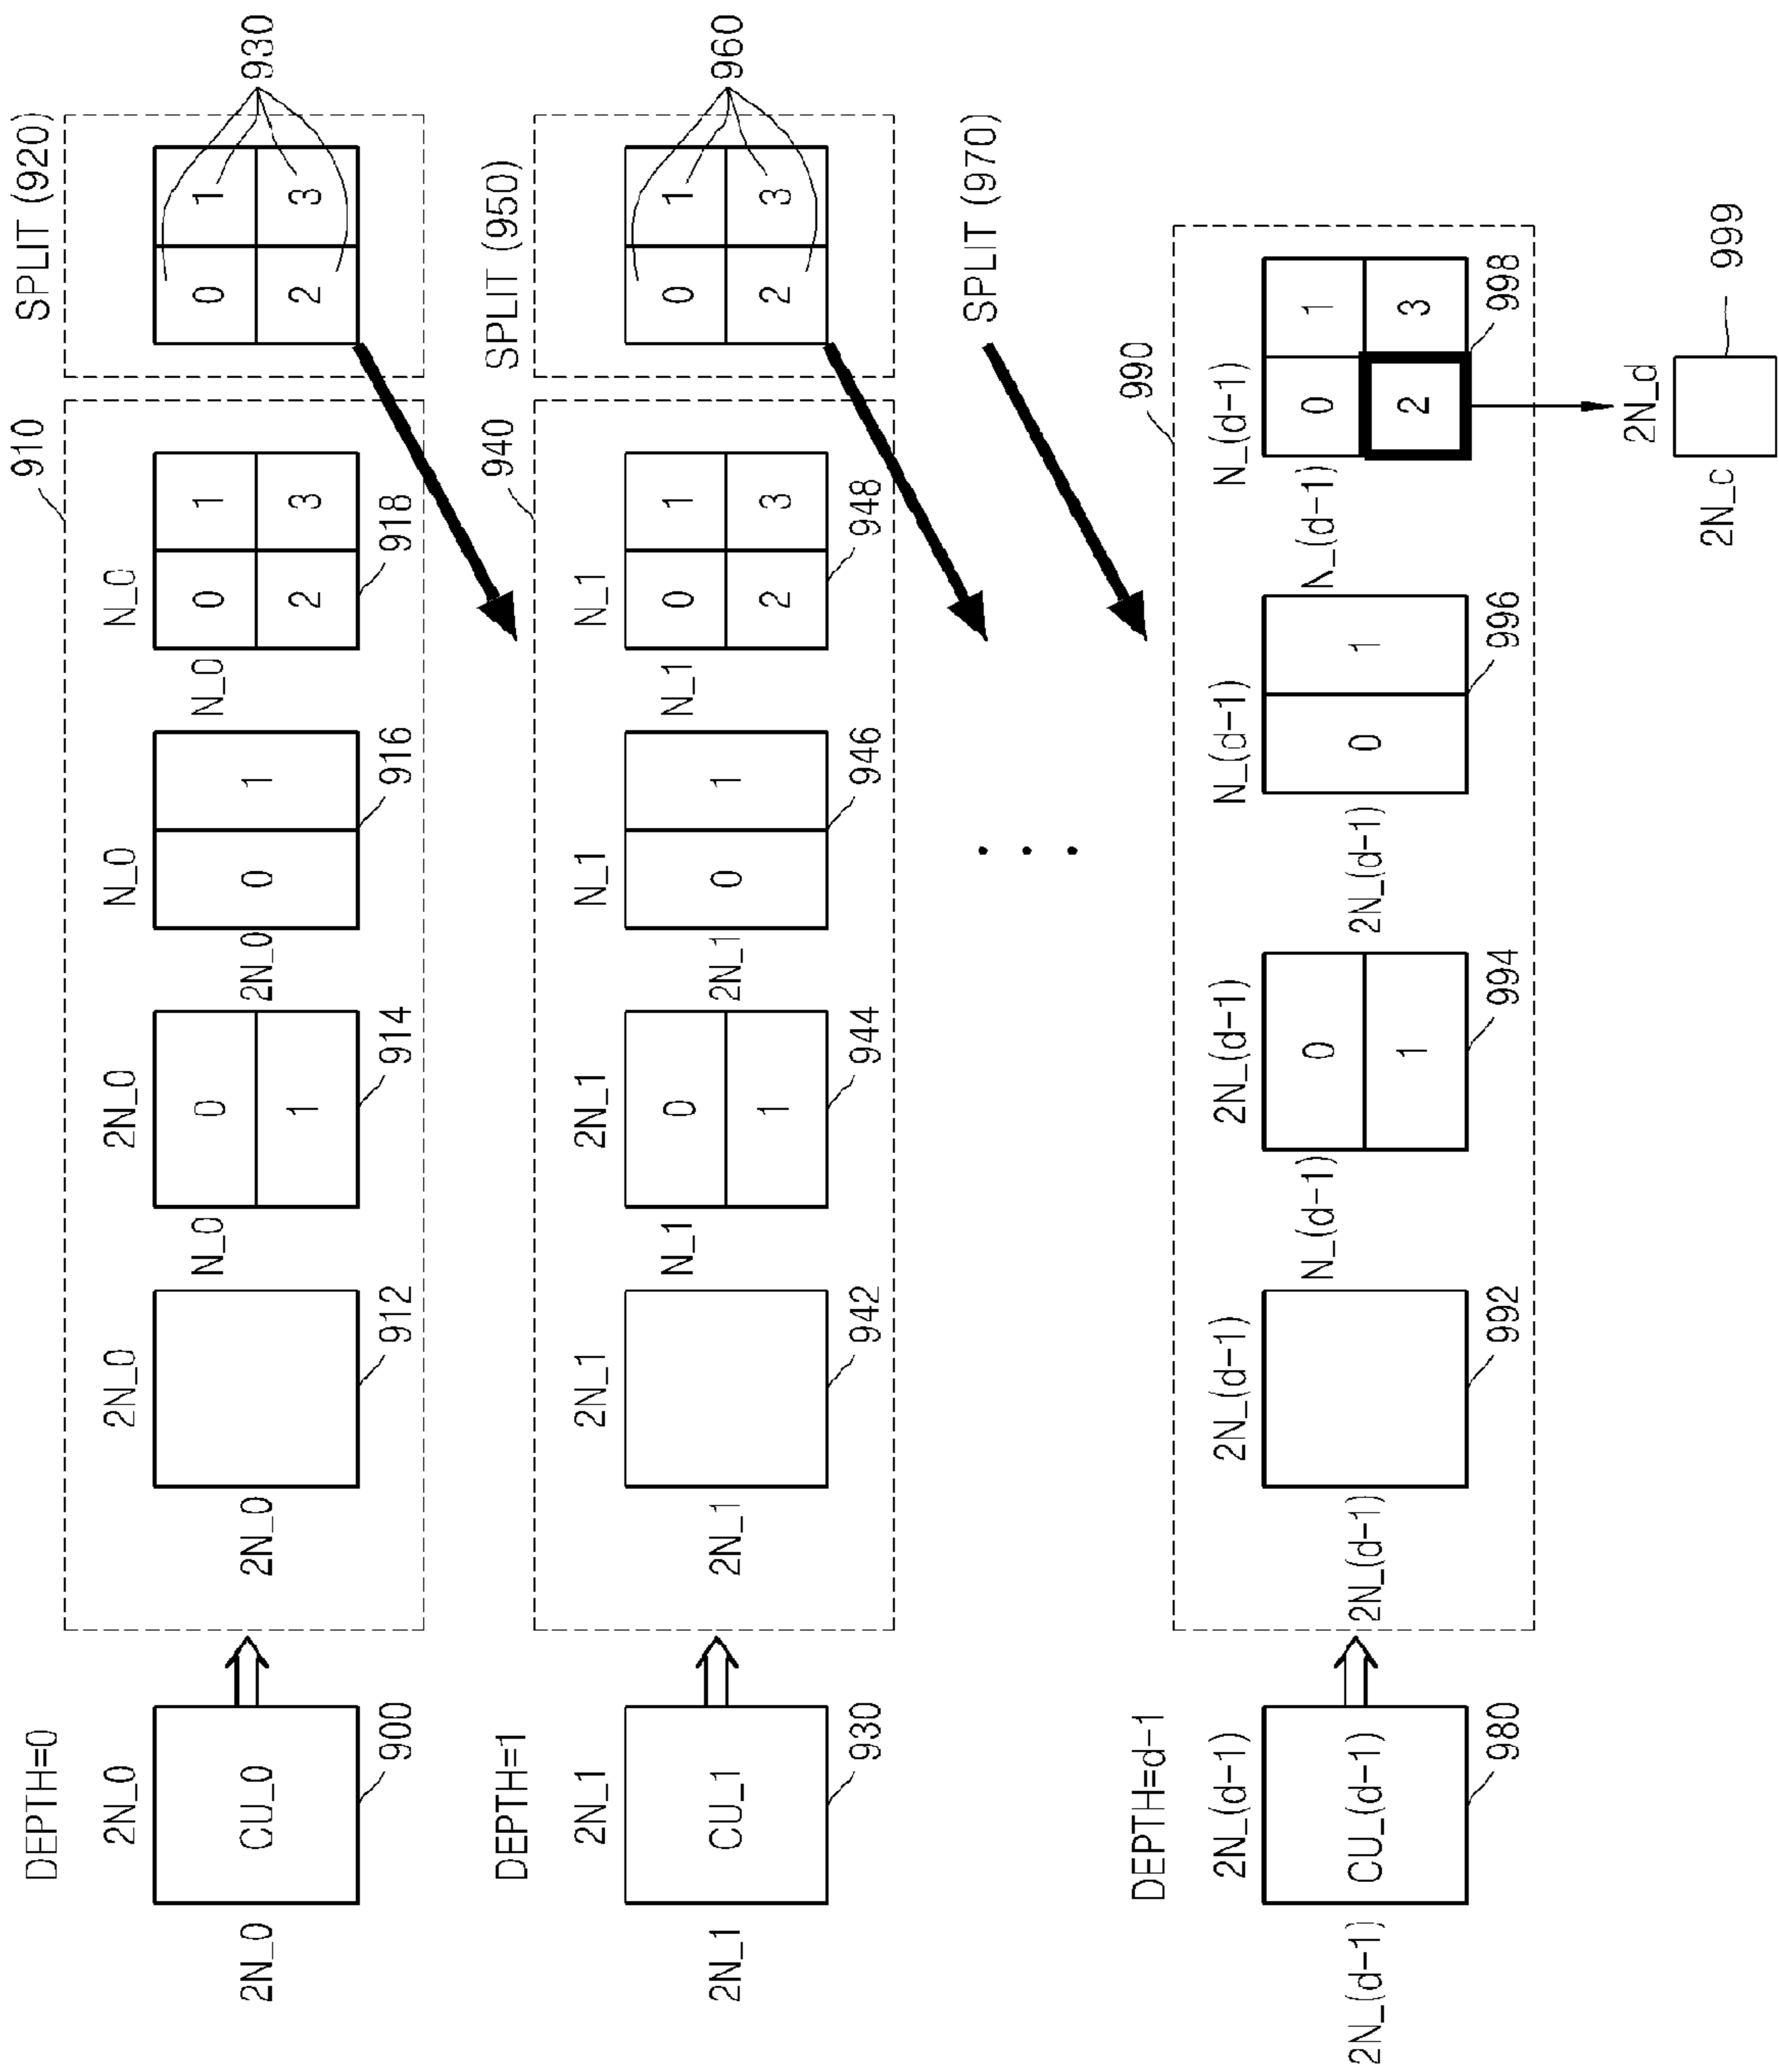 DEPTH=0
2N_0
2N_0
CU_0
900
910
2N_0
2N_0
912
2N_0
N_0
0
1
914
N_0
2N_0
0
1
916
N_0
N_0
0
1
2
3
918
SPLIT (920)
0
1
2
3
930
DEPTH=1
2N_1
2N_1
CU_1
930
940
2N_1
2N_1
942
2N_1
N_1
0
1
944
N_1
2N_1
0
1
946
N_1
N_1
0
1
2
3
948
SPLIT (950)
0
1
2
3
960
SPLIT (970)
DEPTH=d-1
2N_(d-1)
2N_(d-1)
CU_(d-1)
980
990
2N_(d-1)
2N_(d-1)
992
2N_(d-1)
N_(d-1)
0
1
994
N_(d-1)
2N_(d-1)
0
1
996
N_(d-1)
N_(d-1)
0
1
2
3
998
2N_d
2N_c
999